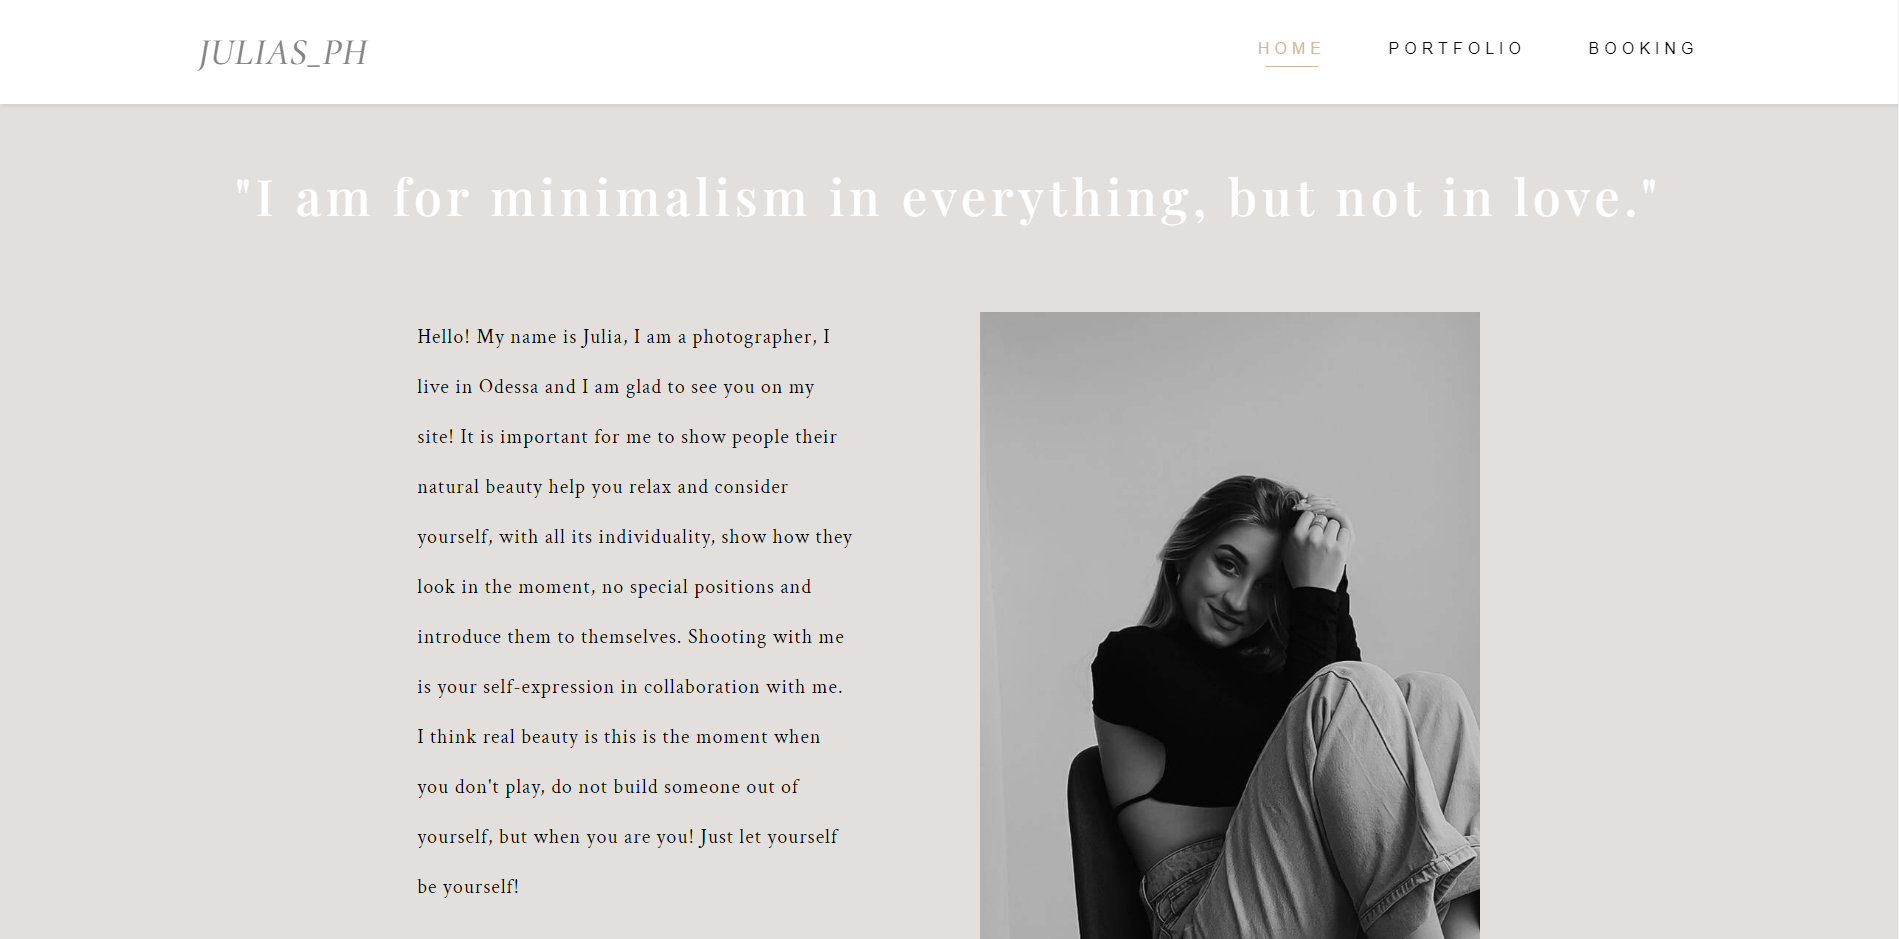 JULIAS_PH
HOME PORTFOLIO BOOKING
"I am for minimalism in everything, but not in love."
Hello! My name is Julia, I am a photographer, I
live in Odessa and I am glad to see you on my
site! It is important for me to show people their
natural beauty help you relax and consider
yourself, with all its individuality, show how they
look in the moment, no special positions and
introduce them to themselves. Shooting with me
is your self-expression in collaboration with me.
I think real beauty is this is the moment when
you don't play, do not build someone out of
yourself, but when you are you! Just let yourself
be yourself!